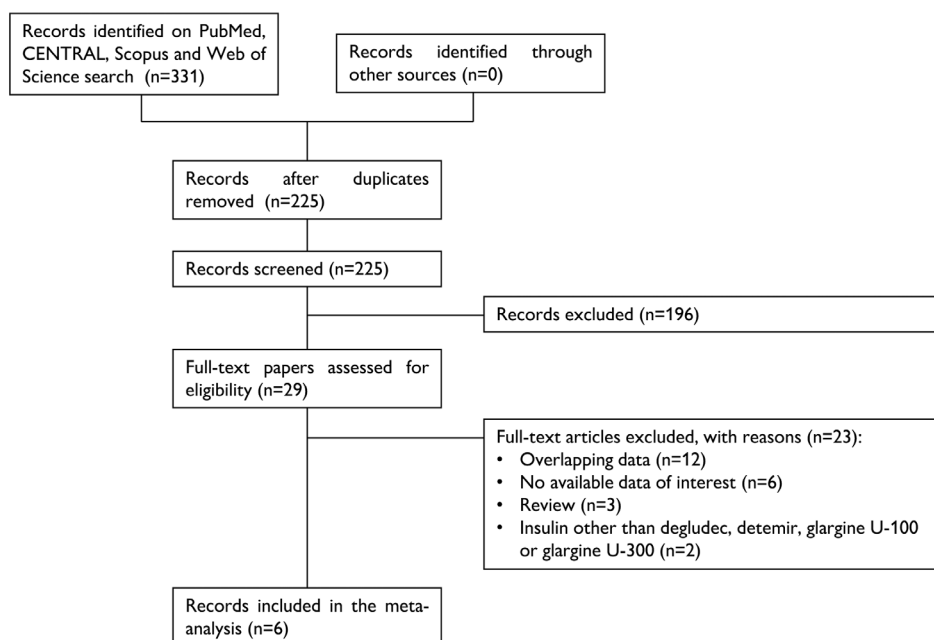 Records identified on PubMed,
CENTRAL, Scopus and Web of
Science search (n=331)
Records identified through
other sources (n=0)
Records after duplicates
removed (n=225)
Records screened (n=225)
Records excluded (n=196)
Full-text papers assessed for
eligibility (n=29)
Full-text articles excluded, with reasons (n=23):
• Overlapping data (n=12)
• No available data of interest (n=6)
• Review (n=3)
• Insulin other than degludec, detemir, glargine U-100
or glargine U-300 (n=2)
Records included in the meta-
analysis (n=6)